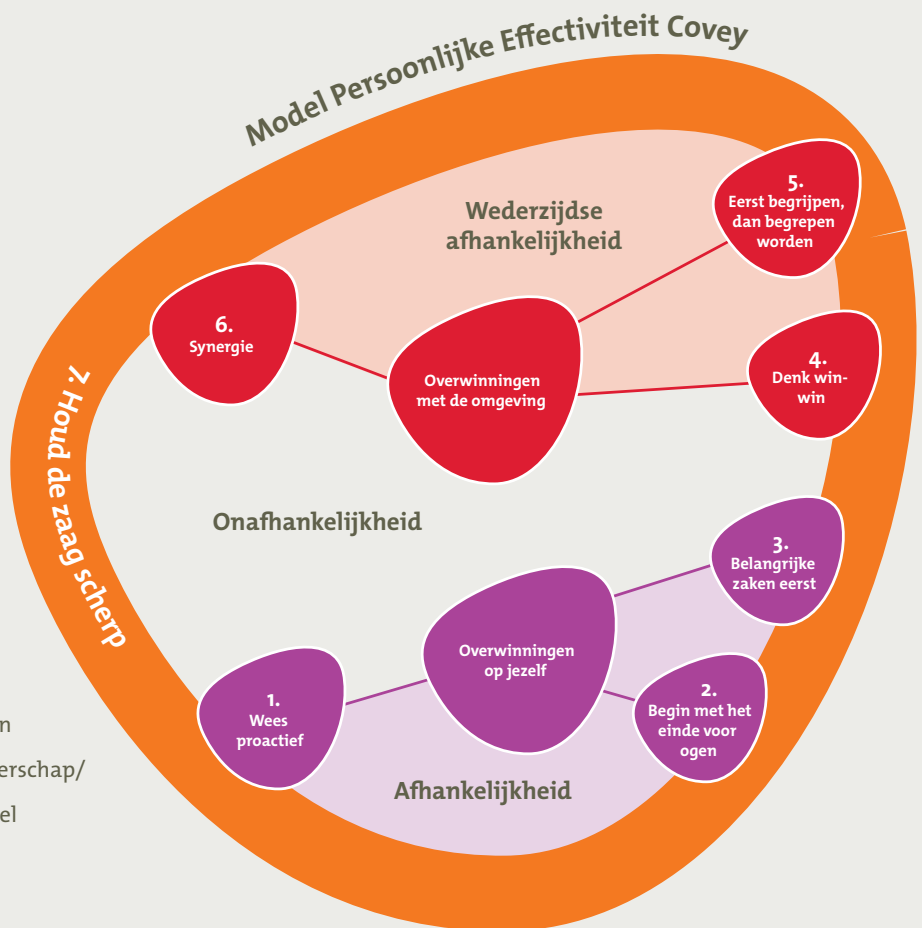 Model Persoonlijke Effectiviteit Covey
5.
Eerst begrijpen,
dan begrepen
worden
Wederzijdse
afhankelijkheid
6.
Synergie
Overwinningen
met de omgeving
4.
Denk win-
win
7. Houd de zaag scherp
Onafhankelijkheid
3.
Belangrijke
zaken eerst
Overwinningen
op jezelf
1.
Wees
proactief
2.
Begin met het
einde voor
ogen
Afhankelijkheid
n
erschap/
el